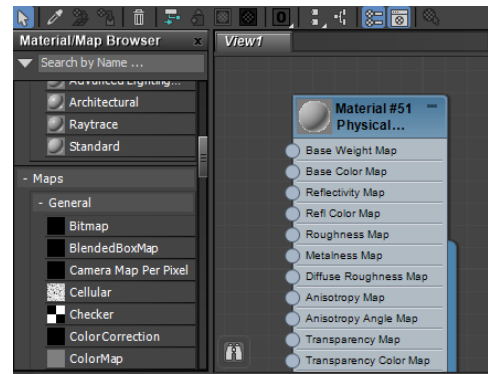 Material/Map Browser x
Search by Name ...
Advanced Lighting...
Architectural
Raytrace
Standard
- Maps
- General
Bitmap
BlendedBoxMap
Camera Map Per Pixel
Cellular
Checker
ColorCorrection
ColorMap
View1
Material #51
Physical...
Base Weight Map
Base Color Map
Reflectivity Map
Refl Color Map
Roughness Map
Metalness Map
Diffuse Roughness Map
Anisotropy Map
Anisotropy Angle Map
Transparency Map
Transparency Color Map